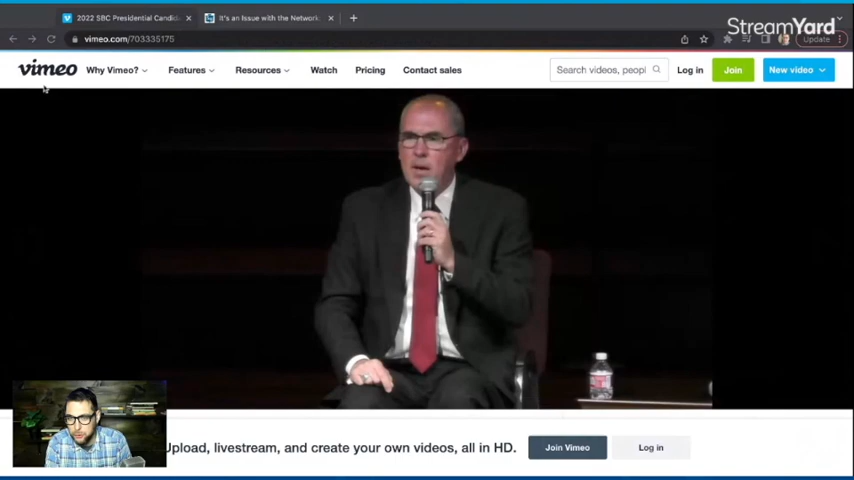 2022 SBC Presidential Candid
It's an Issue with the Network
StreamYard
vimeo.com/703335175
Update
vimeo
Why Vimeo?
Features
Resources
Watch
Pricing
Contact sales
Search videos, peopl
Log in
Join
New video
Upload, livestream, and create your own videos, all in HD.
Join Vimeo
Log in